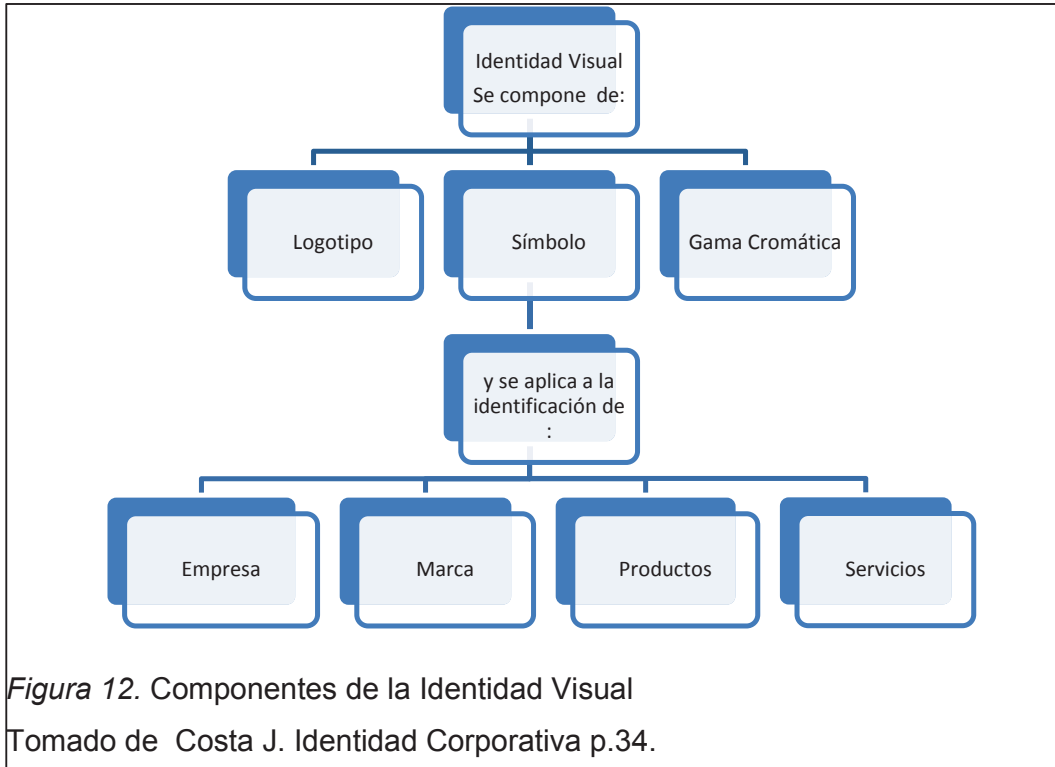 Identidad Visual
Se compone de:
Logotipo
Símbolo
Gama Cromática
y se aplica a la
identificación de
:
Empresa
Marca
Productos
Servicios
Figura 12. Componentes de la Identidad Visual
Tomado de Costa J. Identidad Corporativa p.34.